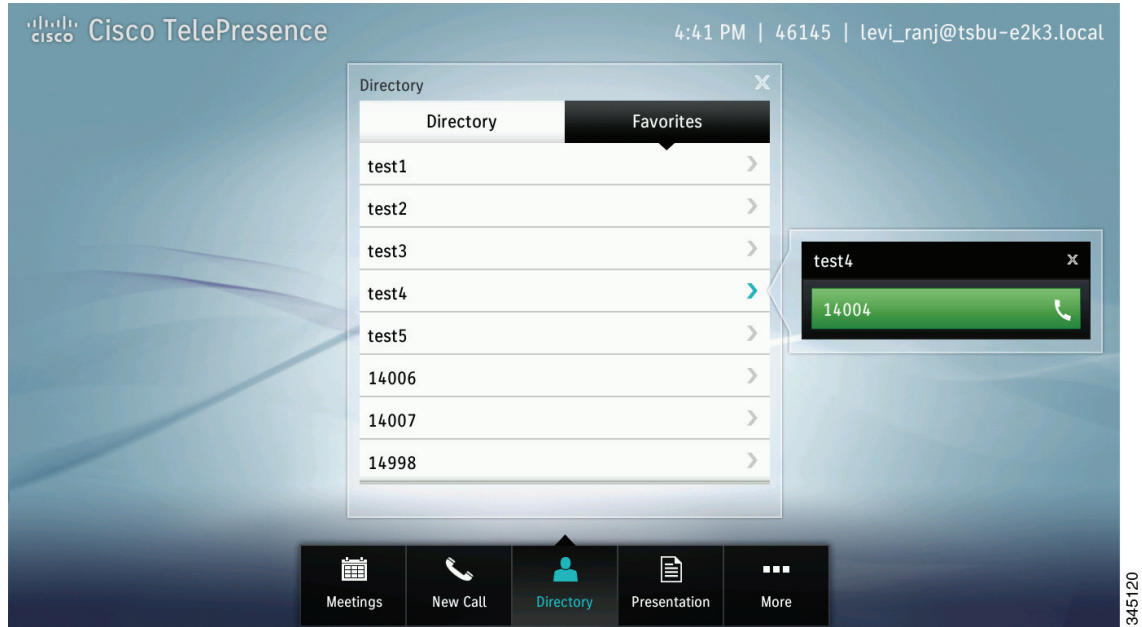 cisco Cisco TelePresence
4:41 PM | 46145 | levi_ranj@tsbu-e2k3.local
Directory X
Directory Favorites
test1
test2
test3
test4
test5
14006
14007
14998
test4 x
14004
Meetings New Call Directory Presentation More
345120